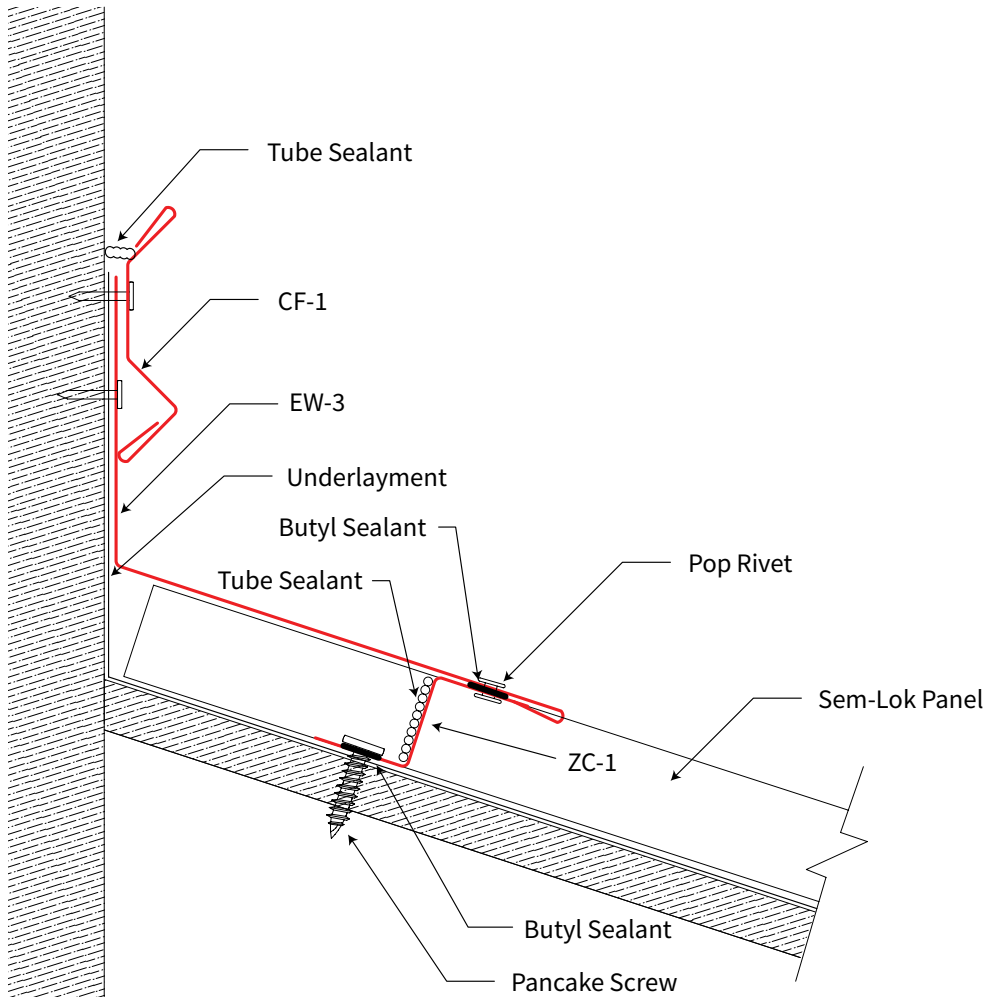 Tube Sealant
CF-1
EW-3
Underlayment
Butyl Sealant
Pop Rivet
Tube Sealant
Sem-Lok Panel
ZC-1
Butyl Sealant
Pancake Screw